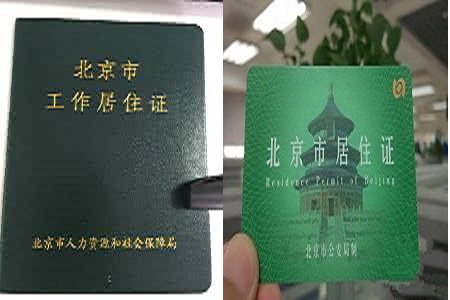 北京市
工作居住证
北京市人力资源和社会保障局
北京市居住证
Residence Permit of Beijing
北京市公安局制